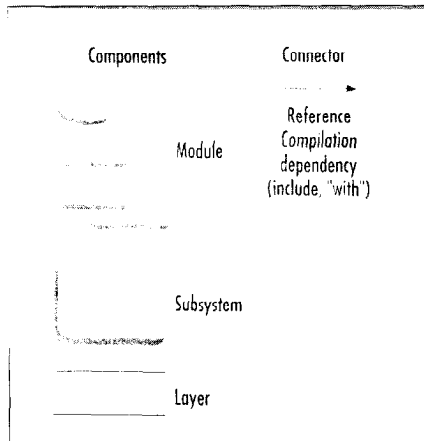 Components
Connector
Module
Reference
Compilation
dependency
(include, "with")
Subsystem
Layer